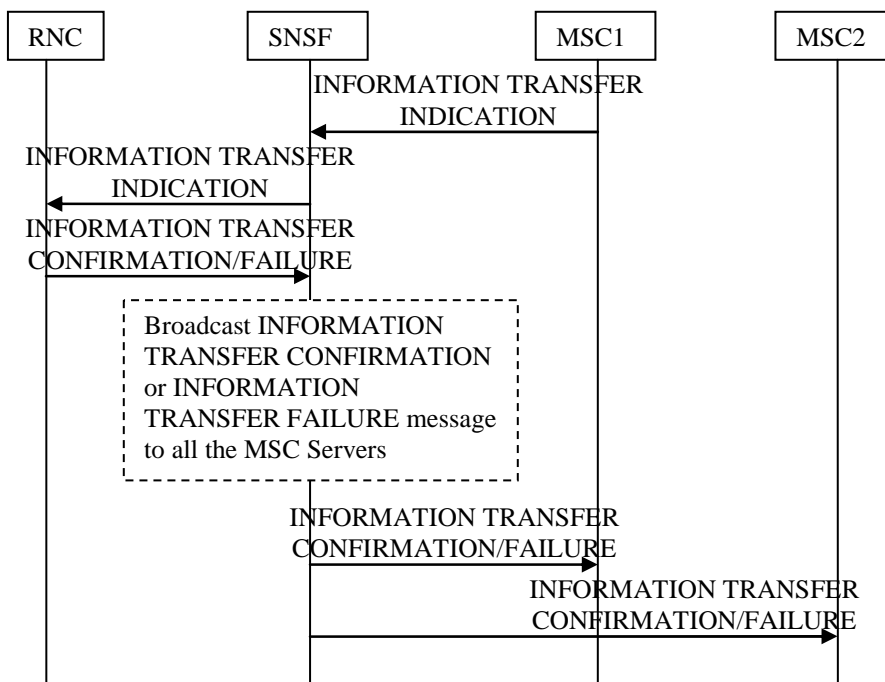 RNC
SNSF
MSC1
MSC2
INFORMATION TRANSFER
INDICATION
INFORMATION TRANSFER
INDICATION
INFORMATION TRANSFER
CONFIRMATION/FAILURE
Broadcast INFORMATION
TRANSFER CONFIRMATION
or INFORMATION
TRANSFER FAILURE message
to all the MSC Servers
INFORMATION TRANSFER
CONFIRMATION/FAILURE
INFORMATION TRANSFER
CONFIRMATION/FAILURE